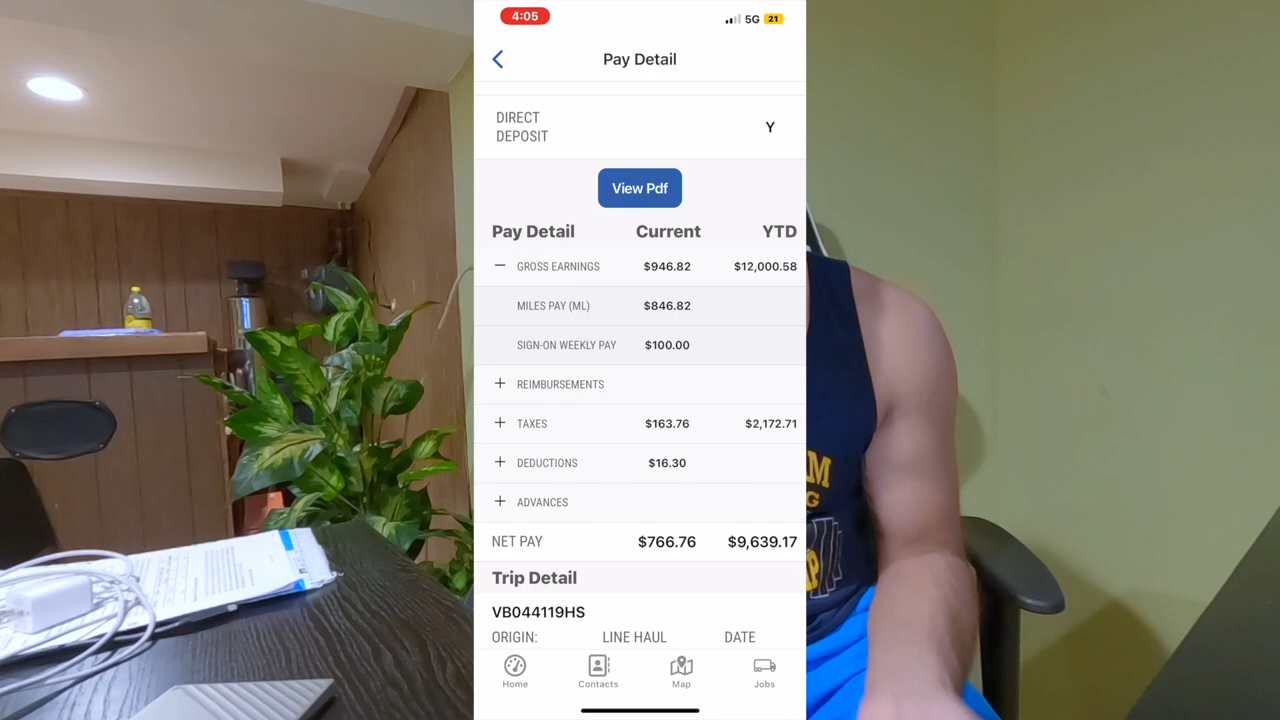 4:05
5G 21
Pay Detail
DIRECT
DEPOSIT
Y
View Pdf
Pay Detail Current YTD
GROSS EARNINGS $946.82 $12,000.58
MILES PAY (ML) $846.82
SIGN-ON WEEKLY PAY $100.00
REIMBURSEMENTS
TAXES $163.76 $2,172.71
DEDUCTIONS $16.30
ADVANCES
NET PAY $766.76 $9,639.17
Trip Detail
VB044119HS
ORIGIN: LINE HAUL DATE
Home Contacts Map Jobs